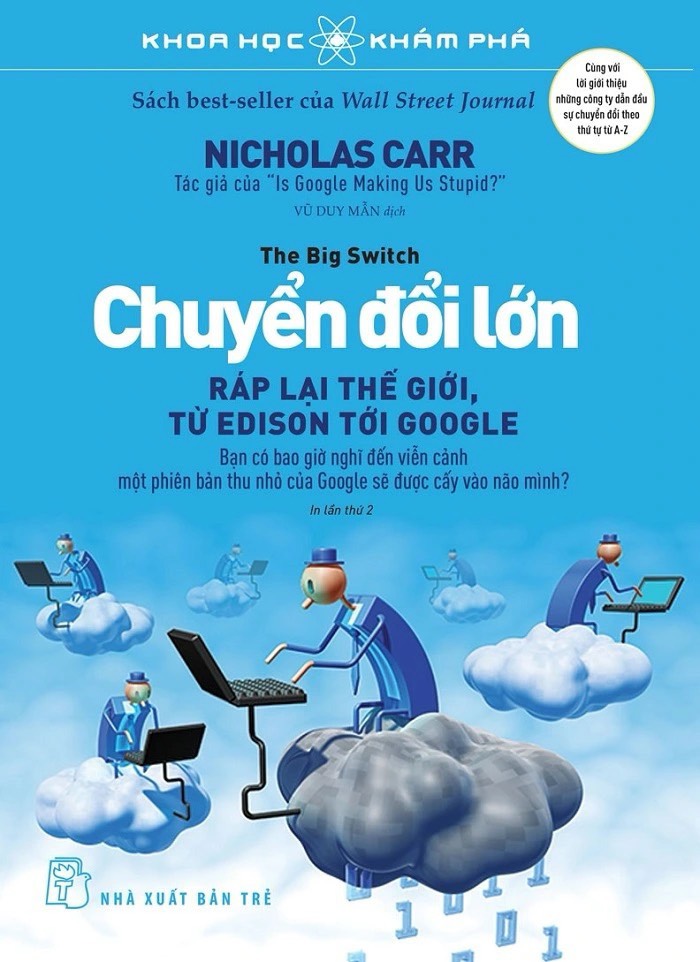 KHOA HỌC KHÁM PHÁ
Cùng với
lời giới thiệu
những công ty dẫn đầu
sự chuyển đổi theo
thứ tự từ A-Z
Sách best-seller của Wall Street Journal
NICHOLAS CARR
Tác giả của “Is Google Making Us Stupid?”
VŨ DUY MẪN dịch
The Big Switch
Chuyển đổi lớn
RÁP LẠI THẾ GIỚI,
TỪ EDISON TỚI GOOGLE
Bạn có bao giờ nghĩ đến viễn cảnh
một phiên bản thu nhỏ của Google sẽ được cấy vào não mình?
In lần thứ 2
NHÀ XUẤT BẢN TRẺ